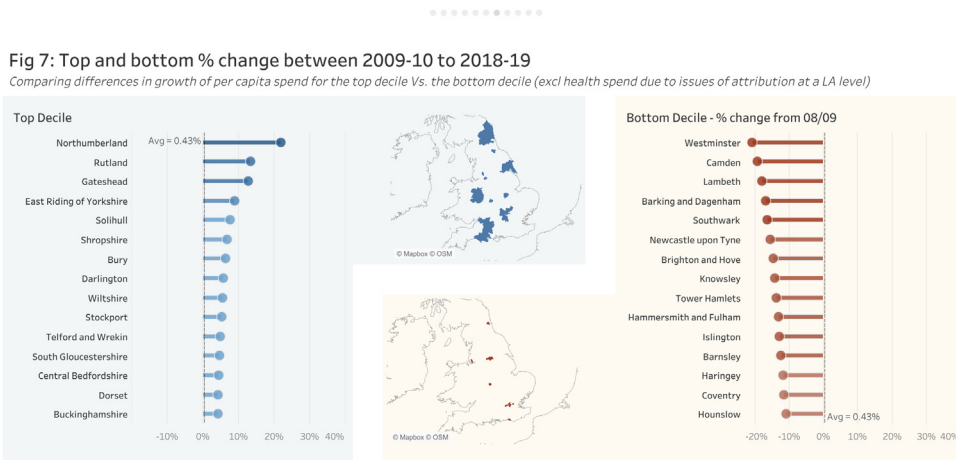 Fig 7: Top and bottom % change between 2009-10 to 2018-19
Comparing differences in growth of per capita spend for the top decile Vs. the bottom decile (excl health spend due to issues of attribution at a LA level)
Top Decile
Northumberland
Avg = 0.43%
Rutland
Gateshead
East Riding of Yorkshire
Solihull
Shropshire
Bury
Darlington
Wiltshire
Stockport
Telford and Wrekin
South Gloucestershire
Central Bedfordshire
Dorset
Buckinghamshire
-10% 0% 10% 20% 30% 40%
© Mapbox © OSM
© Mapbox © OSM
Bottom Decile - % change from 08/09
Westminster
Camden
Lambeth
Barking and Dagenham
Southwark
Newcastle upon Tyne
Brighton and Hove
Knowsley
Tower Hamlets
Hammersmith and Fulham
Islington
Barnsley
Haringey
Coventry
Hounslow
Avg = 0.43%
-20% -10% 0% 10% 20% 30% 40%